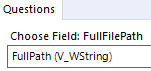 Questions
Choose Field: FullFilePath
FullPath (V_WString)